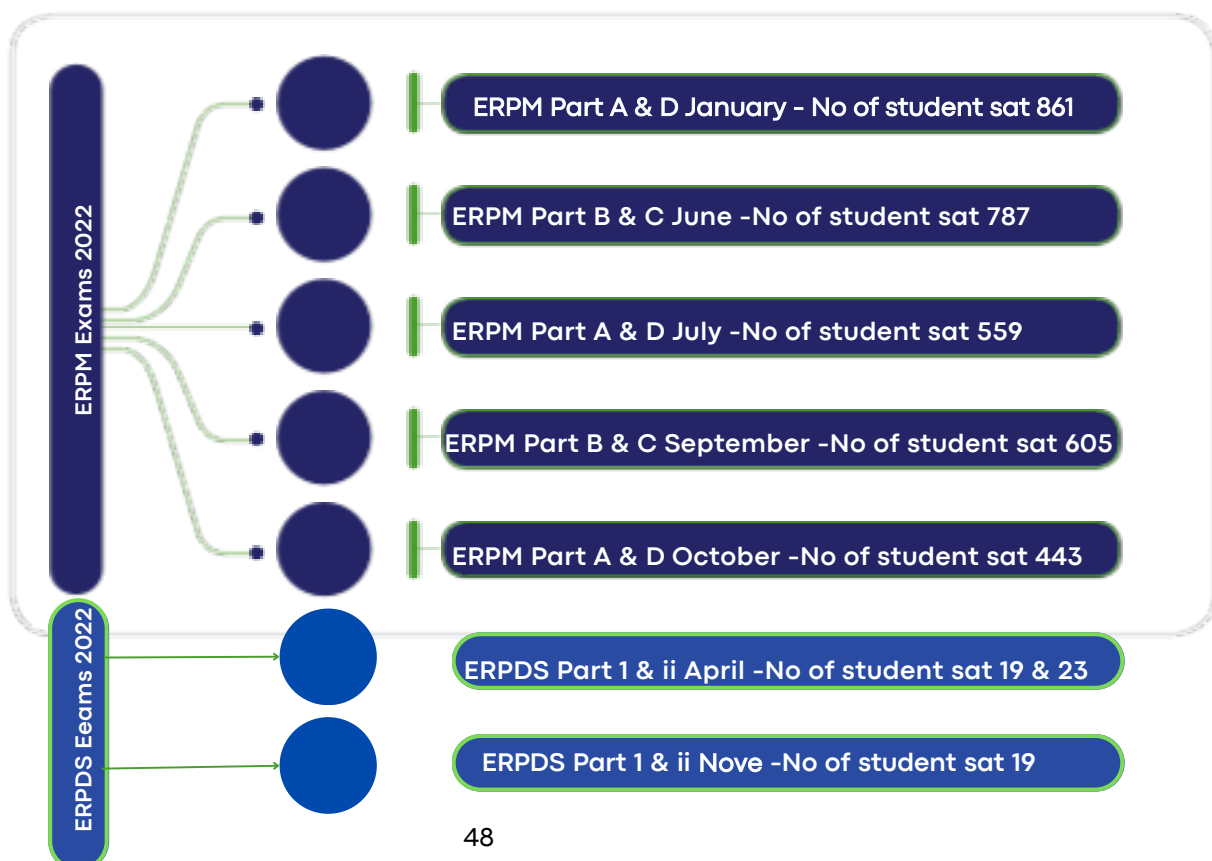 ERPM Exams 2022
ERPM Part A & D January - No of student sat 861
ERPM Part B & C June -No of student sat 787
ERPM Part A & D July -No of student sat 559
ERPM Part B & C September -No of student sat 605
ERPM Part A & D October -No of student sat 443
ERPDS Eeams 2022
ERPDS Part 1 & ii April -No of student sat 19 & 23
ERPDS Part 1 & ii Nove -No of student sat 19
48